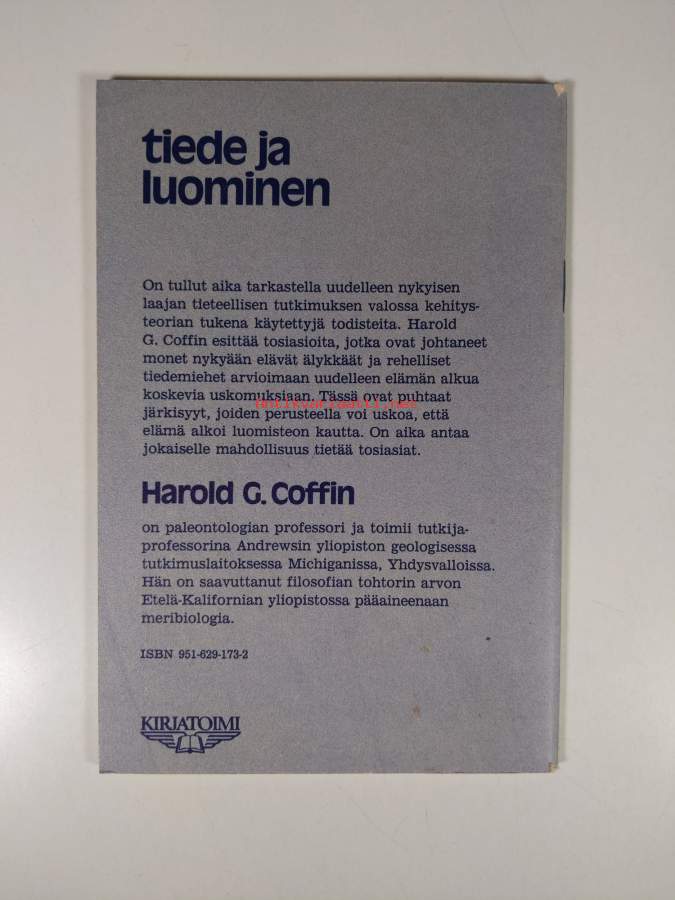 tiede ja
luominen
On tullut aika tarkastella uudelleen nykyisen
laajan tieteellisen tutkimuksen valossa kehitys-
teorian tukena käytettyjä todisteita. Harold
G. Coffin esittää tosiasioita, jotka ovat johtaneet
monet nykyään elävät älykkäät ja rehelliset
tiedemiehet arvioimaan uudelleen elämän alkua
koskevia uskomuksiaan. Tässä ovat puhtaat
antikvariaatti.net
järkisyyt, joiden perusteella voi uskoa, että
elämä alkoi luomisteon kautta. On aika antaa
jokaiselle mahdollisuus tietää tosiasiat.
Harold G. Coffin
on paleontologian professori ja toimii tutkija-
professorina Andrewsin yliopiston geologisessa
tutkimuslaitoksessa Michiganissa, Yhdysvalloissa.
Hän on saavuttanut filosofian tohtorin arvon
Etelä-Kalifornian yliopistossa pääaineenaan
meribiologia.
ISBN 951-629-173-2
KIRJATOIMI